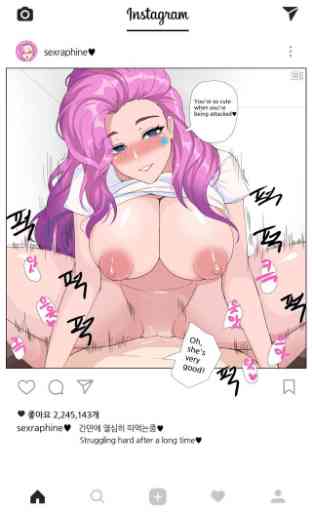 Instagram
sexraphine♥
You're so cute
when you're
being attacked♥
퍽
퍽
퍽
퍽
퍽
퍽
퍽
Oh,
she's
very
good!
♥ 좋아요 2,245,143개
sexraphine♥ 간만에 열심히 따먹는중♥
Struggling hard after a long time♥